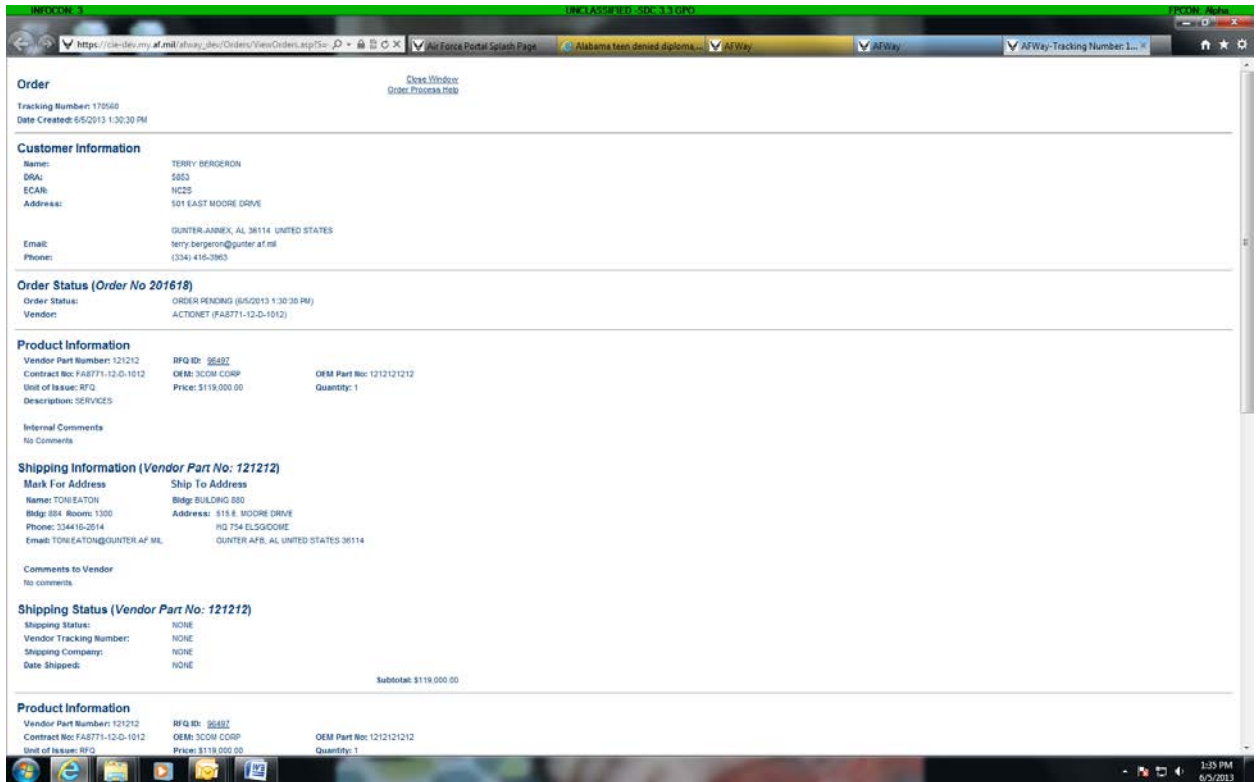 INFOCON: 3 UNCLASSIFIED -SDC 3.3 GPO FPCON: Alpha
https://cie-dev.my.af.mil/afway_dev/Orders/ViewOrders.asp?S
Air Force Portal Splash Page
Alabama teen denied diploma,...
AFWay
AFWay
AFWay-Tracking Number: 1...
Order
Close Window
Order Process Help
Tracking Number: 170560
Date Created: 6/5/2013 1:30:30 PM
Customer Information
Name: TERRY BERGERON
DRA: 5853
ECAN: NC25
Address: 501 EAST MOORE DRIVE
GUNTER-ANNEX, AL 36114 UNITED STATES
Email: terry.bergeron@gunter.af.mil
Phone: (334) 416-3963
Order Status (Order No 201618)
Order Status: ORDER PENDING (6/5/2013 1:30:30 PM)
Vendor: ACTIONET (FA8771-12-D-1012)
Product Information
Vendor Part Number: 121212 RFQ ID: 96497
Contract No: FA8771-12-D-1012 OEM: 3COM CORP OEM Part No: 1212121212
Unit of Issue: RFQ Price: $119,000.00 Quantity: 1
Description: SERVICES
Internal Comments
No Comments
Shipping Information (Vendor Part No: 121212)
Mark For Address Ship To Address
Name: TONI EATON Bldg: BUILDING 880
Bldg: 884 Room: 1300 Address: 515 E. MOORE DRIVE
Phone: 334416-2614 HQ 754 ELSG/DOME
Email: TONI.EATON@GUNTER.AF.MIL GUNTER AFB, AL UNITED STATES 36114
Comments to Vendor
No comments
Shipping Status (Vendor Part No: 121212)
Shipping Status: NONE
Vendor Tracking Number: NONE
Shipping Company: NONE
Date Shipped: NONE
Subtotal: $119,000.00
Product Information
Vendor Part Number: 121212 RFQ ID: 96497
Contract No: FA8771-12-D-1012 OEM: 3COM CORP OEM Part No: 1212121212
Unit of Issue: RFQ Price: $119,000.00 Quantity: 1
1:35 PM
6/5/2013